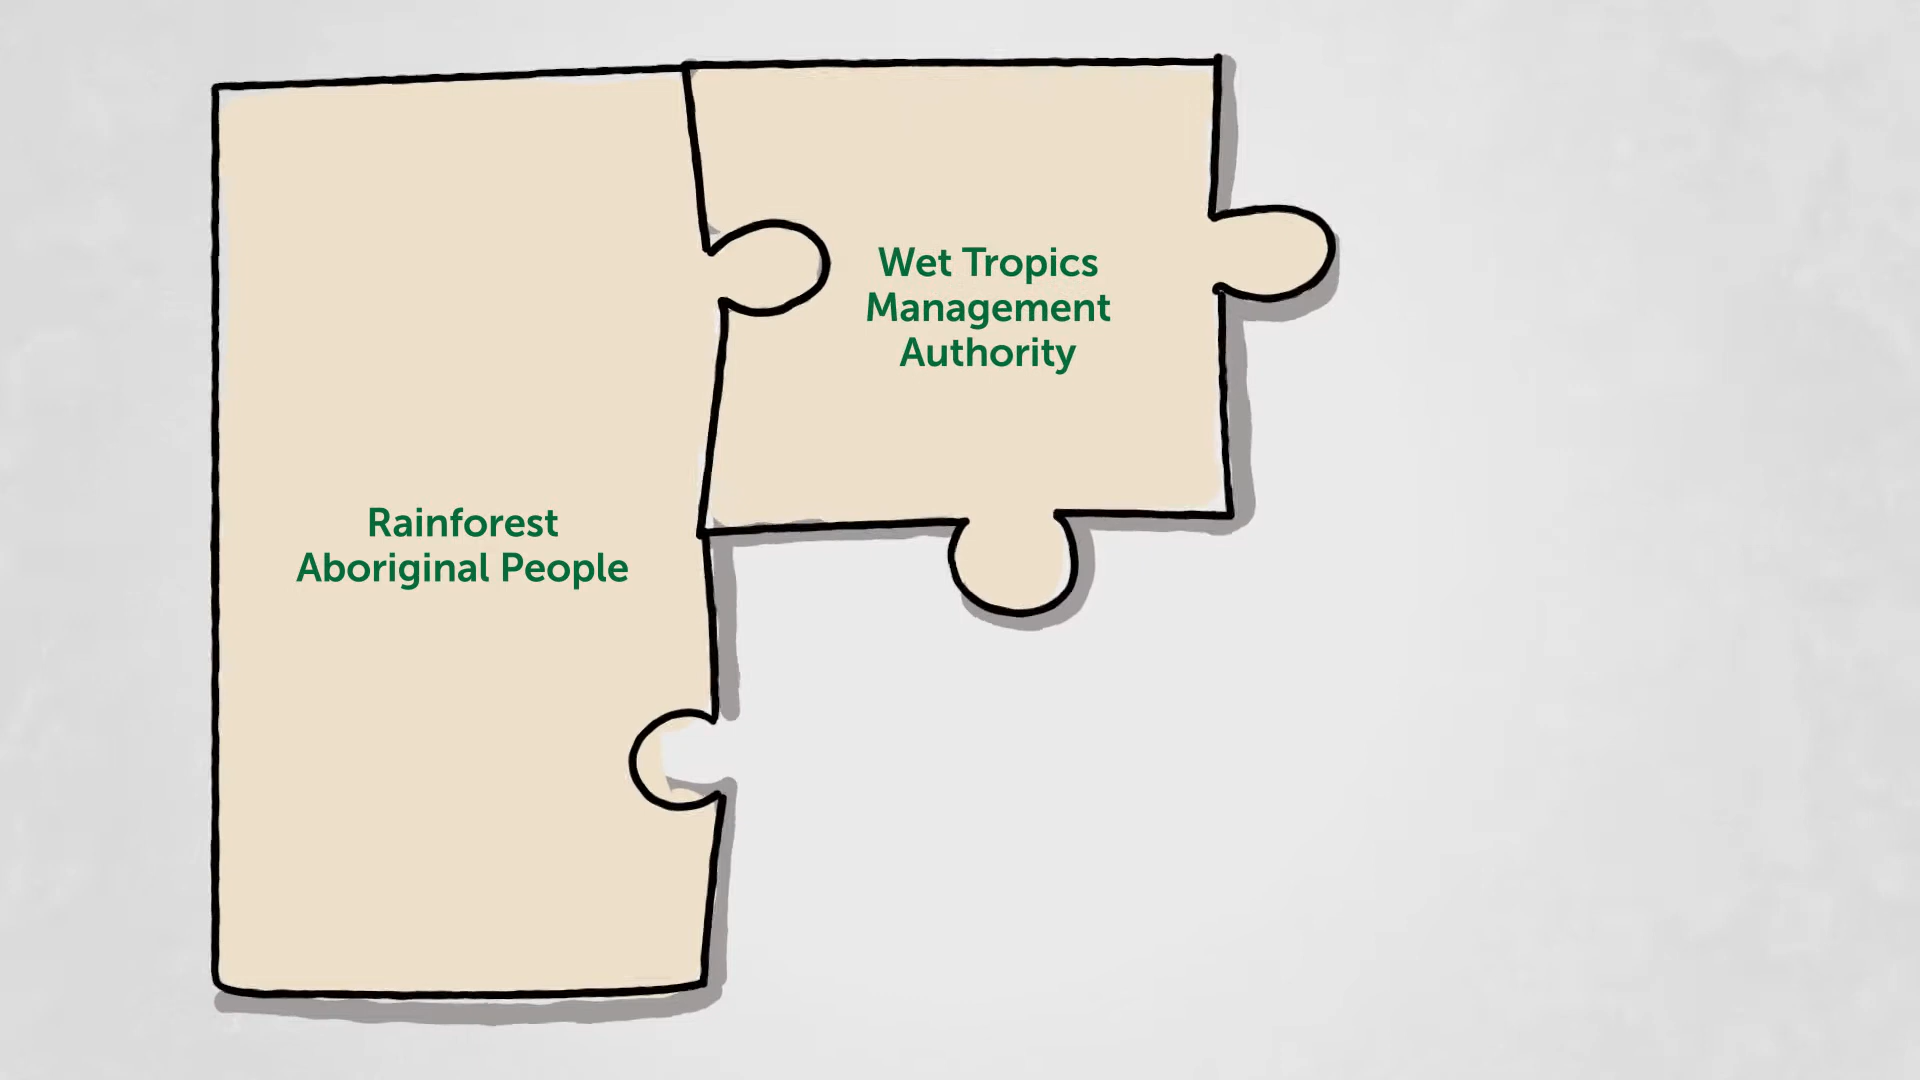 Rainforest
Aboriginal People
Wet Tropics
Management
Authority